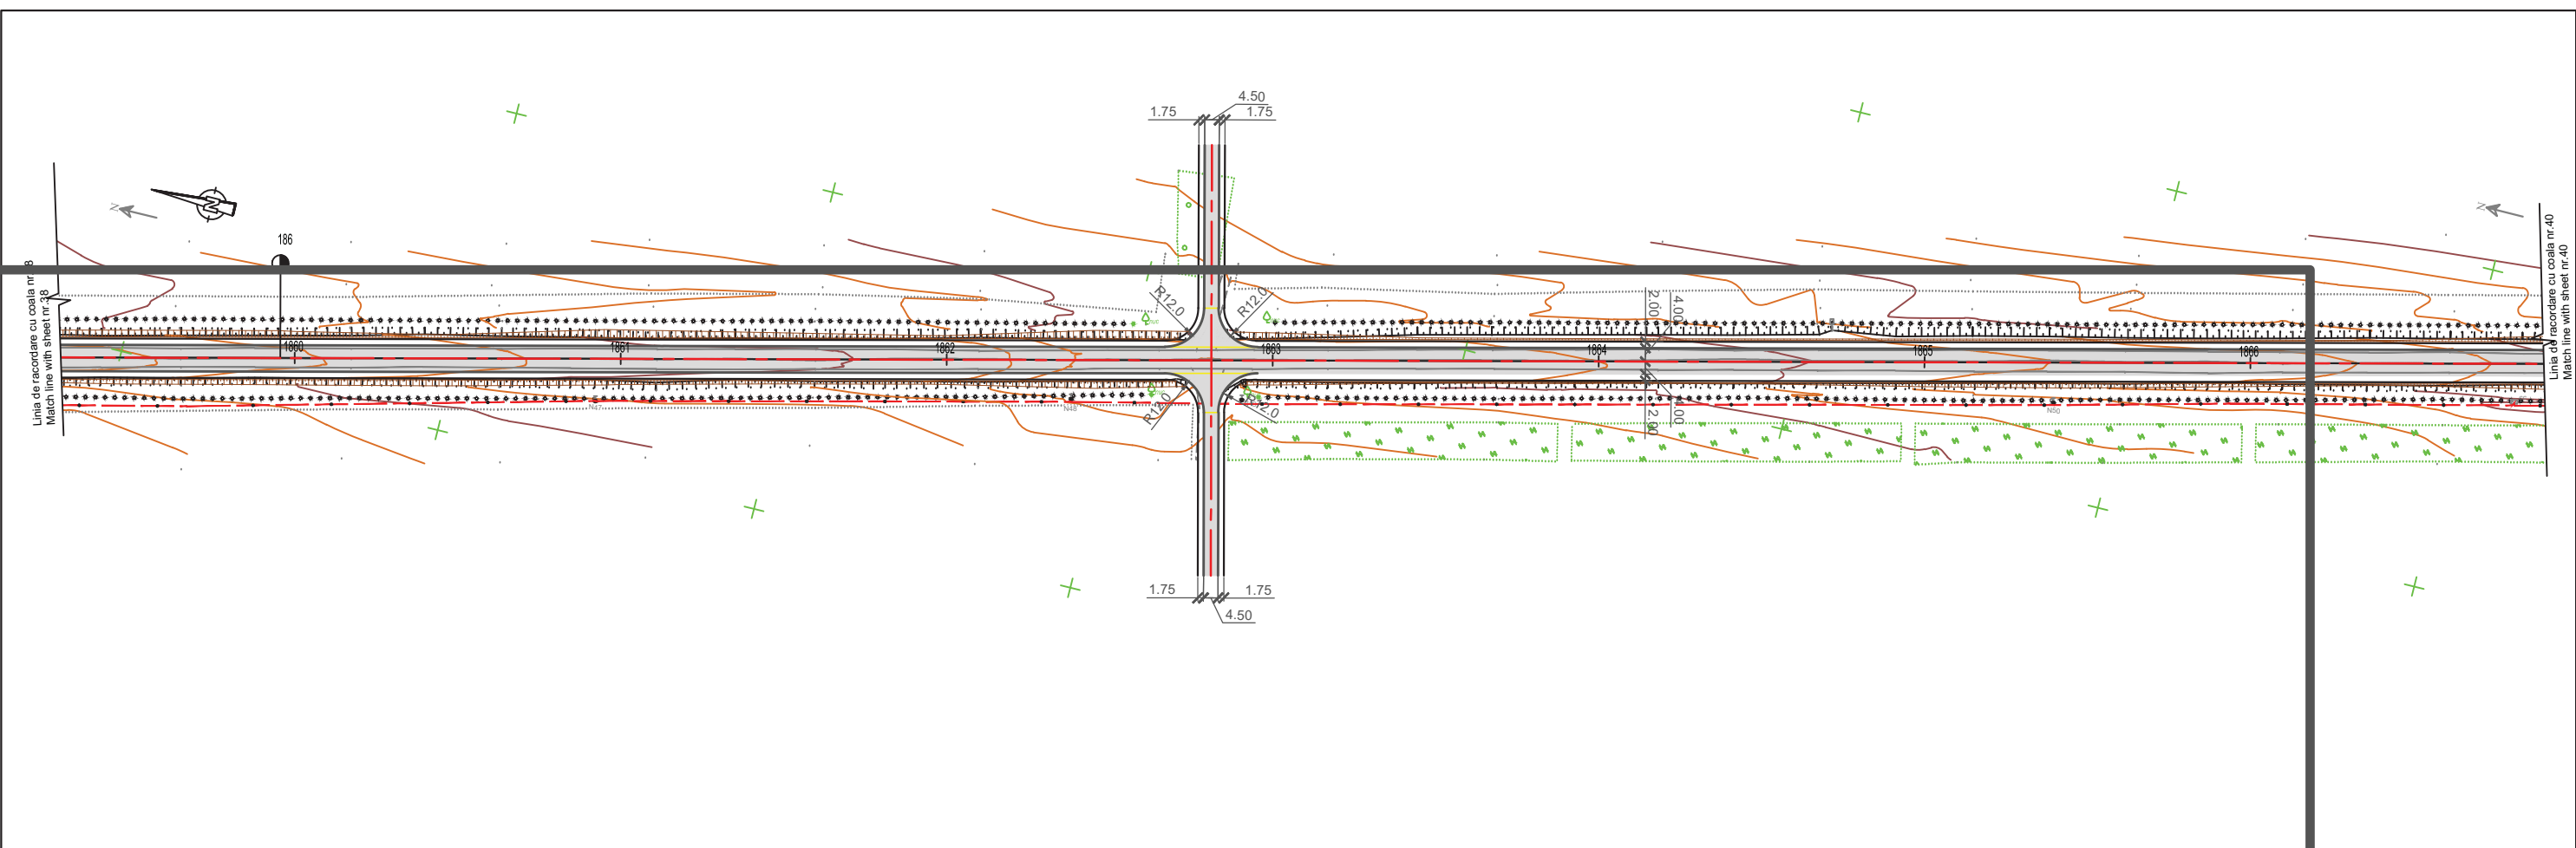 4.50
1.75 1.75
N
N
N
186
Linia de racordare cu coala nr.
Match line with sheet nr.38
Linia de racordare cu coala nr.40
Match line with sheet nr.40
R12.0
R12.0
2.00
4.00
1860
1861
1862
1863
1864
1865
1866
R12.0
2.00
4.00
N47
N48
N50
1.75 1.75
4.50